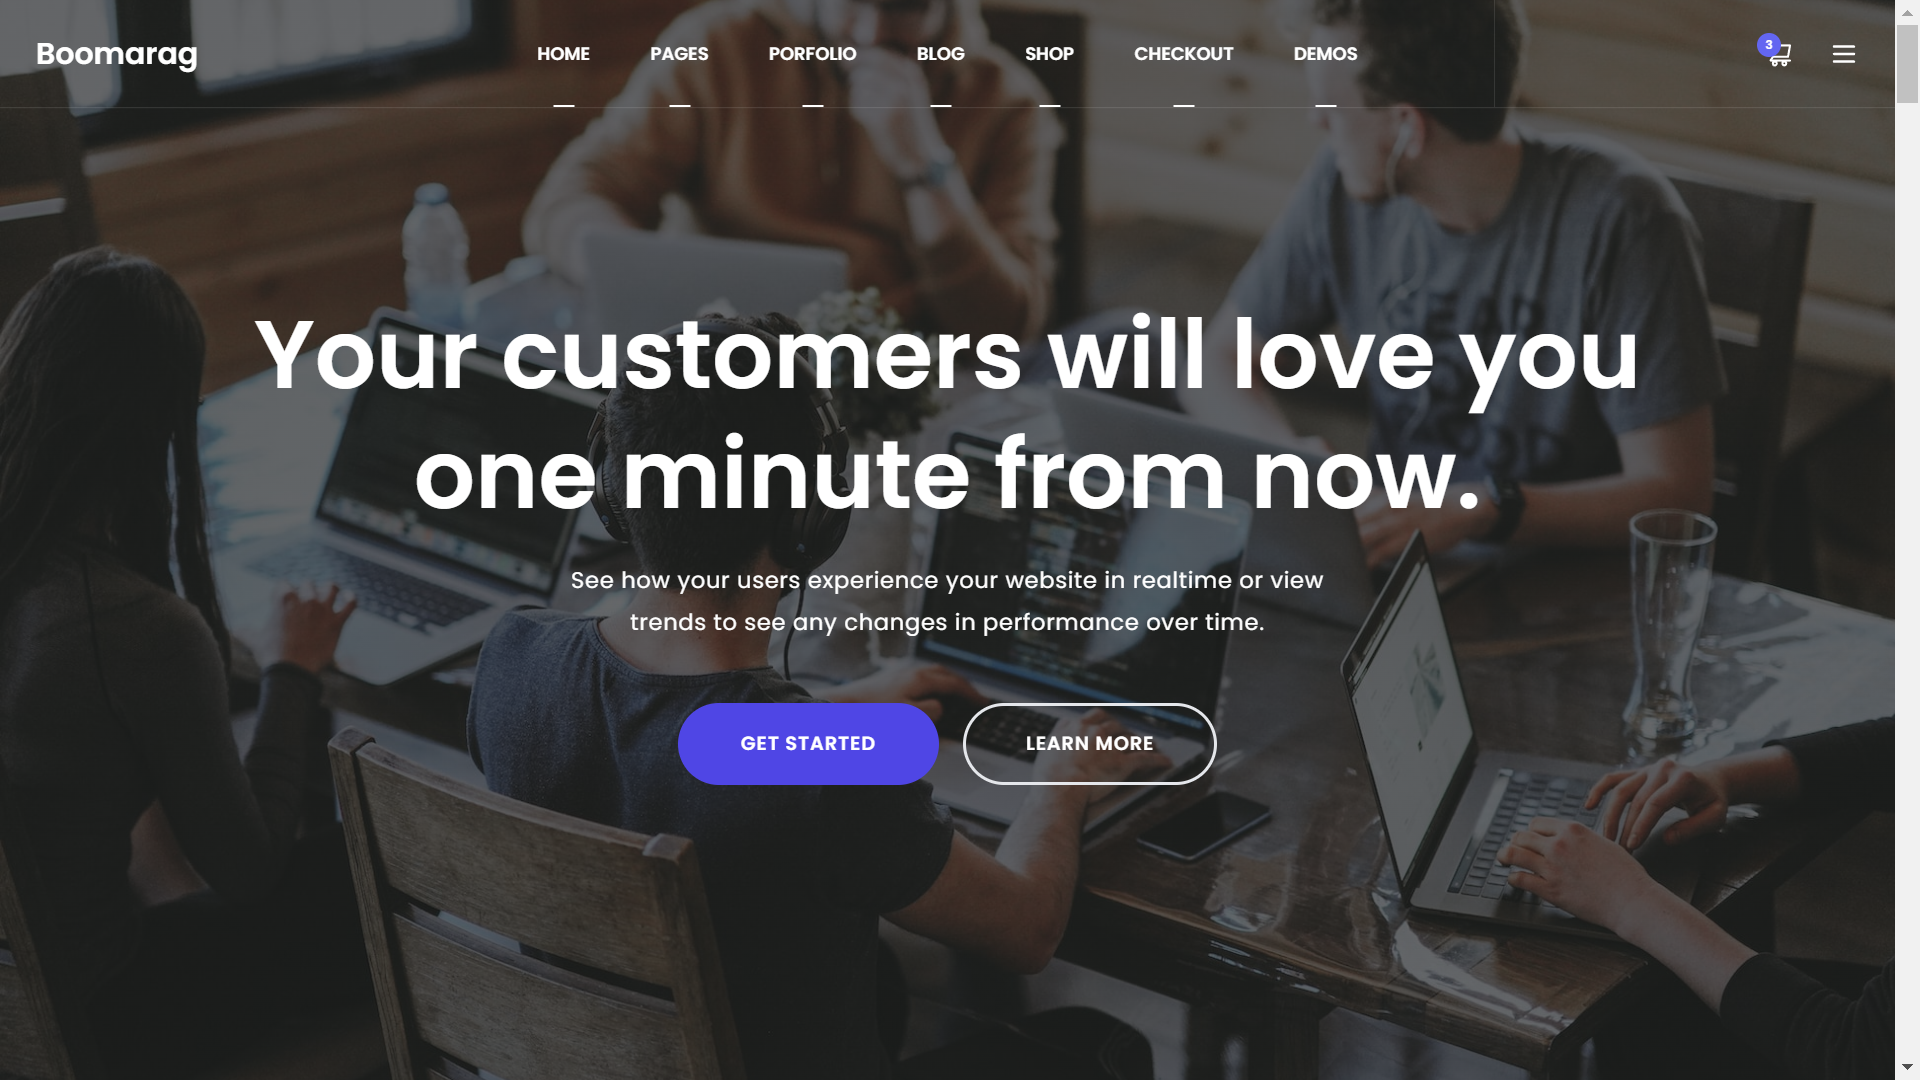 Boomarag
HOME PAGES PORFOLIO BLOG SHOP CHECKOUT DEMOS
3
Your customers will love you
one minute from now.
See how your users experience your website in realtime or view
trends to see any changes in performance over time.
GET STARTED LEARN MORE